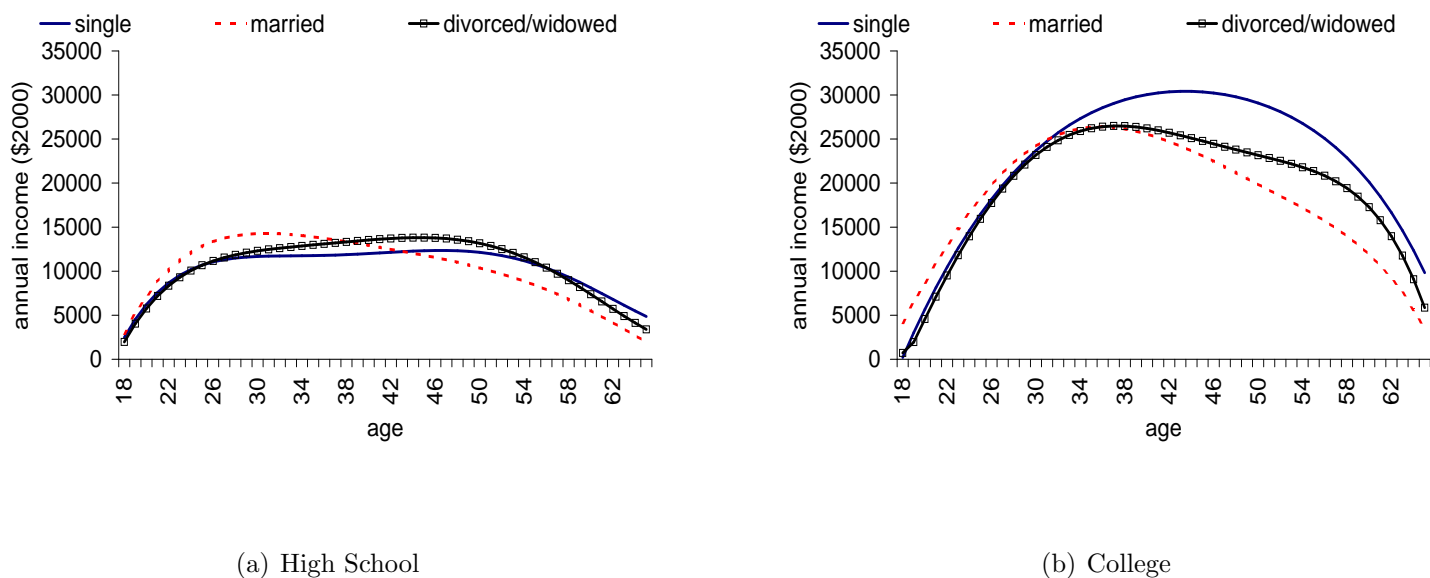 single married divorced/widowed
35000
30000
25000
20000
15000
10000
5000
0
annual income ($2000)
18 22 26 30 34 38 42 46 50 54 58 62
age
(a) High School
single married divorced/widowed
35000
30000
25000
20000
15000
10000
5000
0
annual income ($2000)
18 22 26 30 34 38 42 46 50 54 58 62
age
(b) College